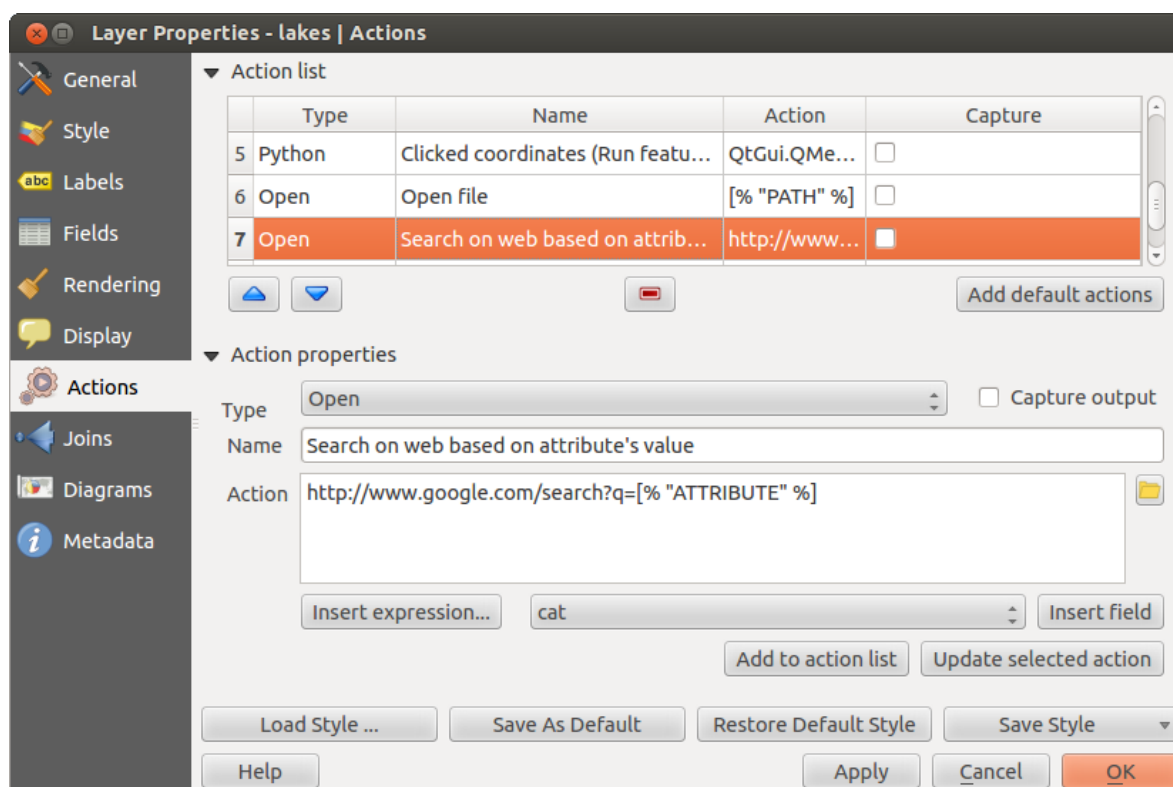 Layer Properties - lakes | Actions
General
Style
abc Labels
Fields
Rendering
Display
Actions
Joins
Diagrams
i Metadata
Action list
Type Name Action Capture
5 Python Clicked coordinates (Run featu... QtGui.QMe...
6 Open Open file [% "PATH" %]
7 Open Search on web based on attrib... http://www...
Add default actions
Action properties
Type Open Capture output
Name Search on web based on attribute's value
Action http://www.google.com/search?q=[% "ATTRIBUTE" %]
Insert expression... cat Insert field
Add to action list Update selected action
Load Style ... Save As Default Restore Default Style Save Style
Help Apply Cancel OK